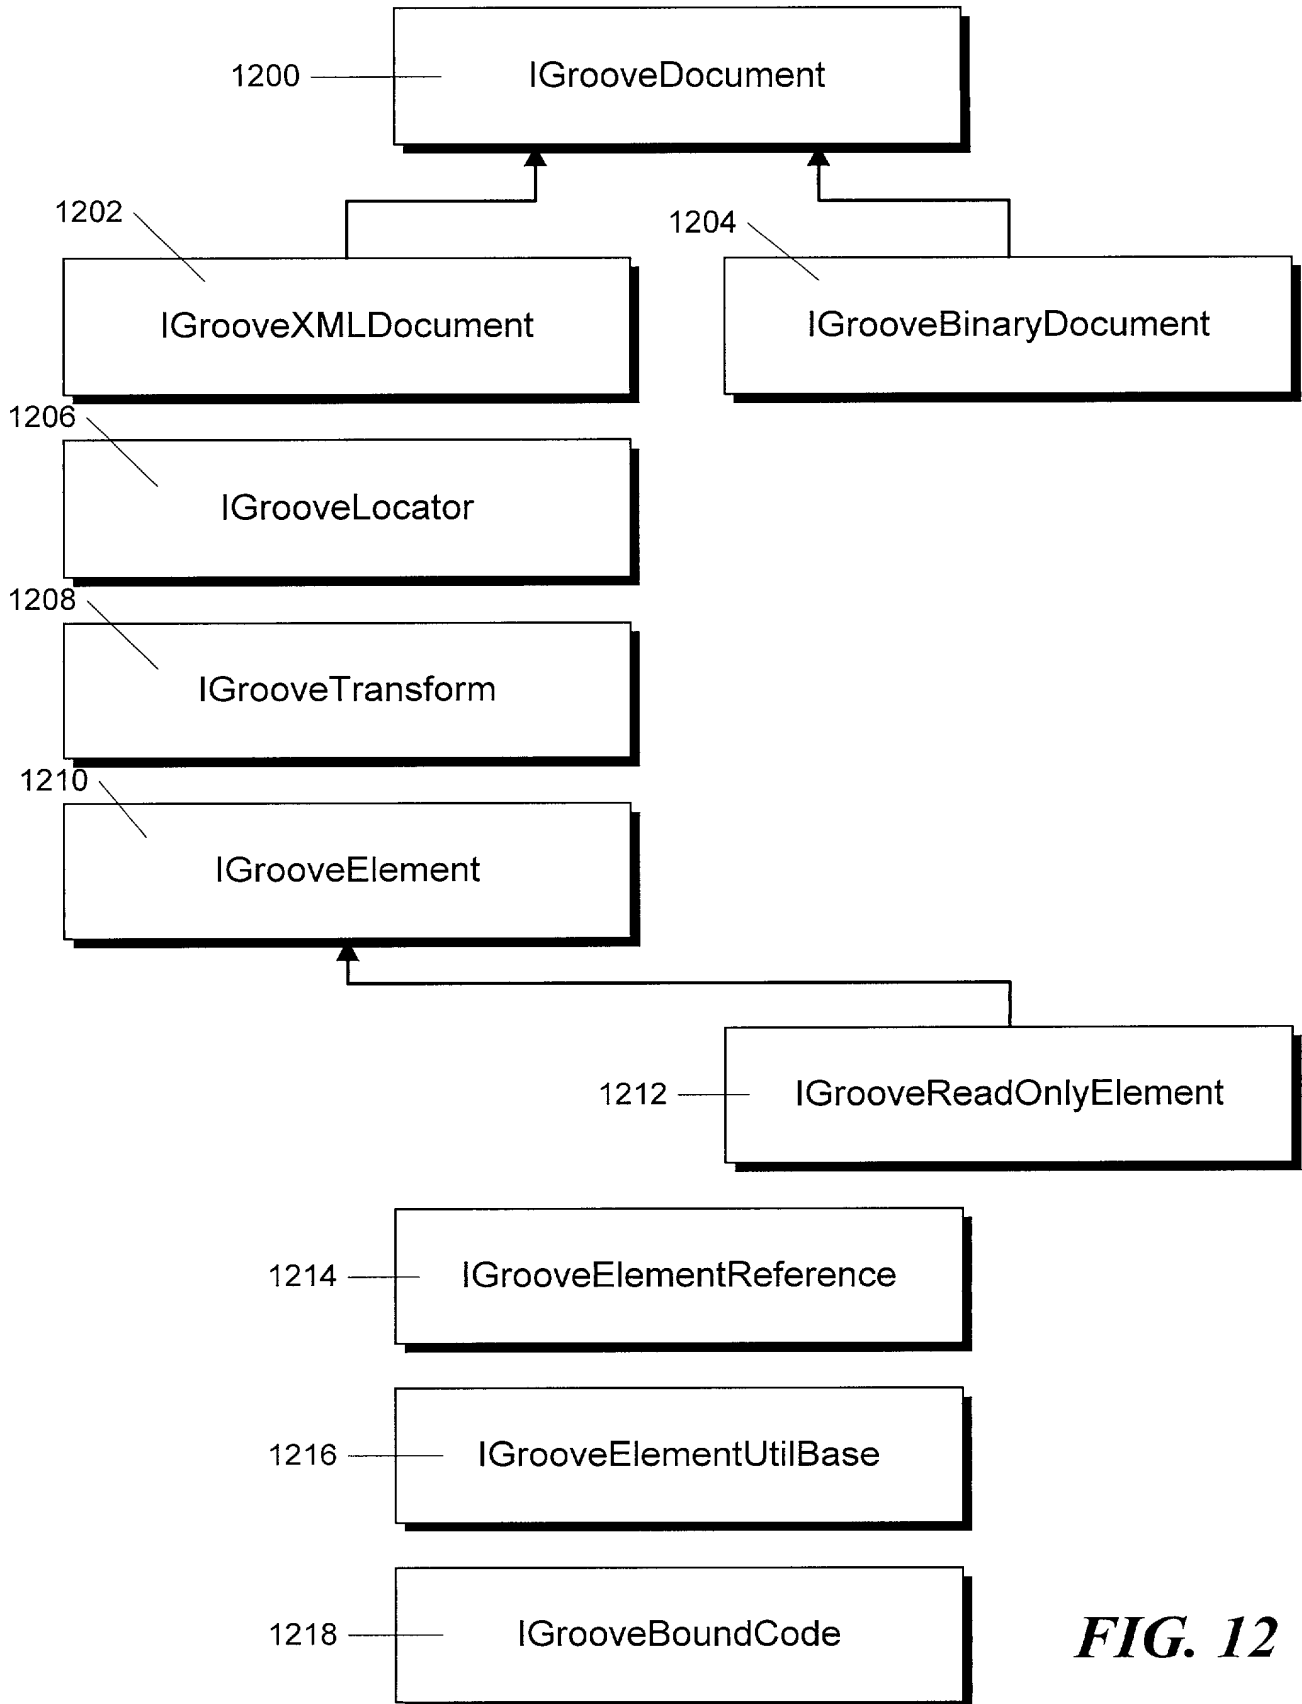 1200
IGrooveDocument
1202
1204
IGrooveXMLDocument
IGrooveBinaryDocument
1206
IGrooveLocator
1208
IGrooveTransform
1210
IGrooveElement
1212
IGrooveReadOnlyElement
1214
IGrooveElementReference
1216
IGrooveElementUtilBase
1218
IGrooveBoundCode
FIG. 12